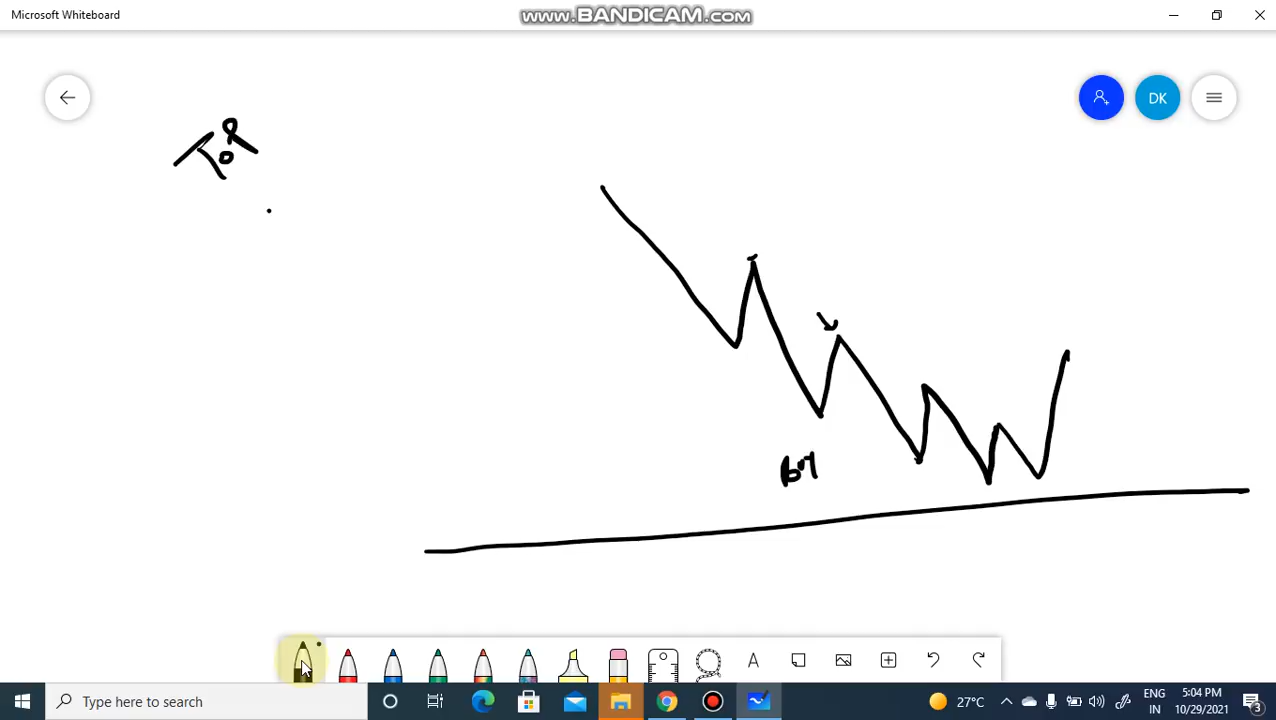 Microsoft Whiteboard
www.BANDICAM.com
DK
A
Type here to search
27°C
ENG
IN
5:04 PM
10/29/2021
3